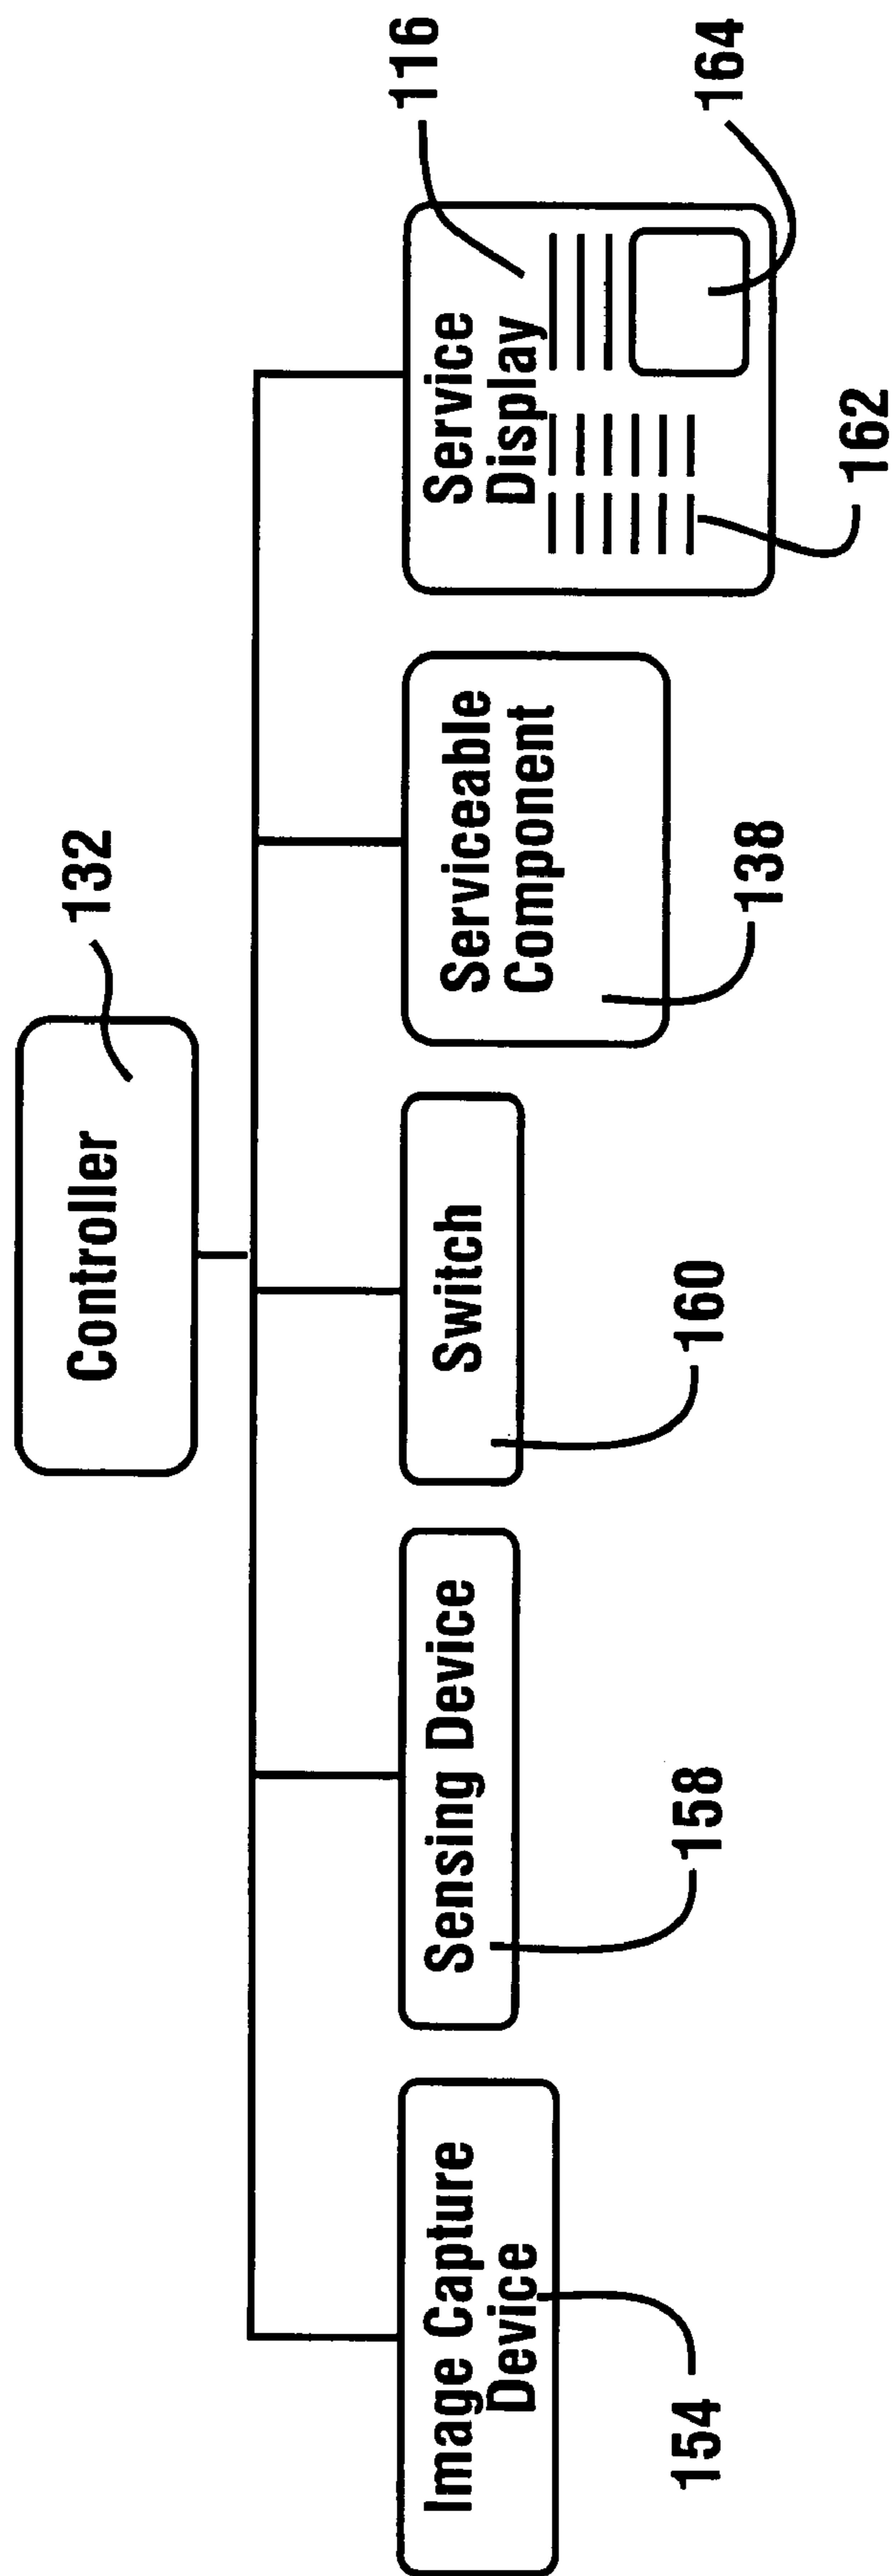 Controller
132
Image Capture
Device
154
Sensing Device
158
Switch
160
Serviceable
Component
138
Service
Display
116
162
164